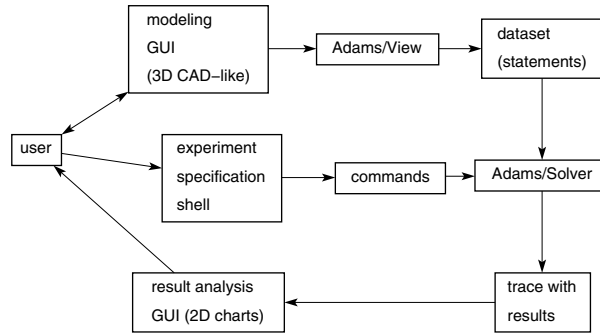 modeling
GUI
(3D CAD−like)
Adams/View
dataset
(statements)
user
experiment
specification
shell
commands
Adams/Solver
result analysis
GUI (2D charts)
trace with
results